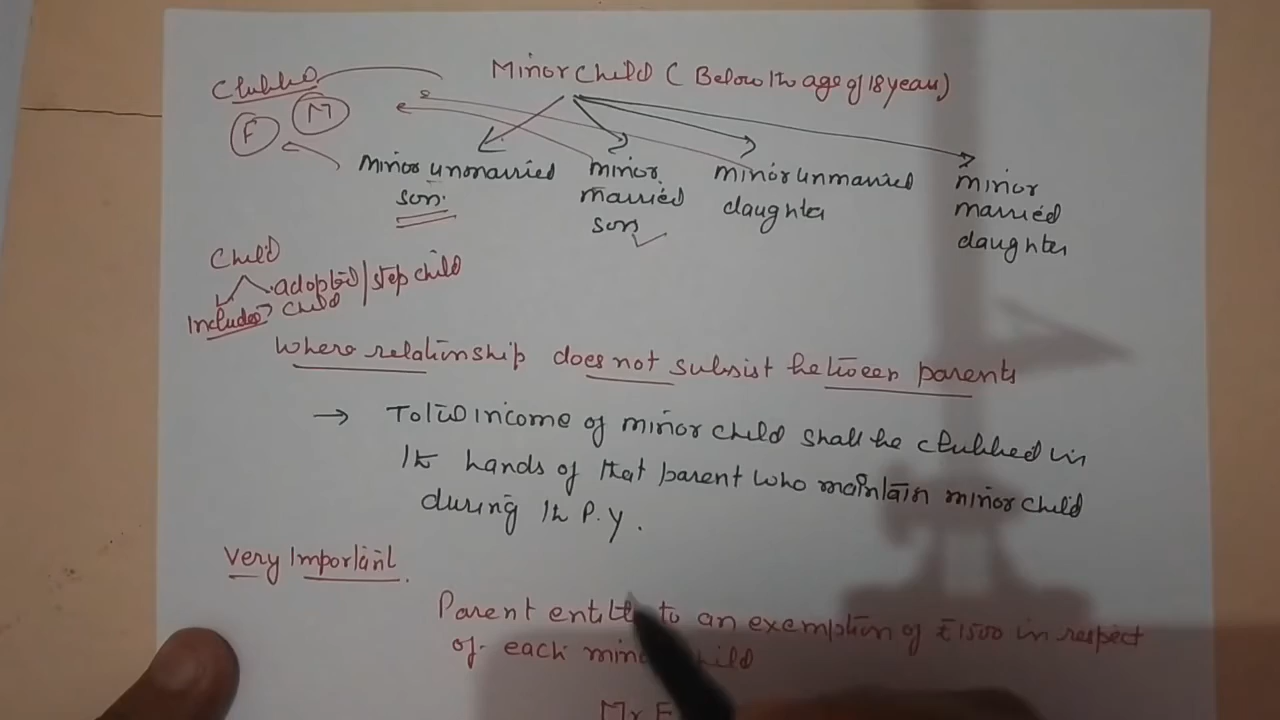 Clubbed
Minor child ( Below the age of 18 years)
F M
minor unmarried son.
minor married son
minor unmarried daughter
minor married daughter
Child
adopted/step child
Includes child
where relationship does not subsist between parents
→ Total income of minor child shall be clubbed in
the hands of that parent who maintain minor child
during the P.Y.
Very Important.
Parent entitle to an exemption of ₹1500 in respect
of each minor child
Mr F